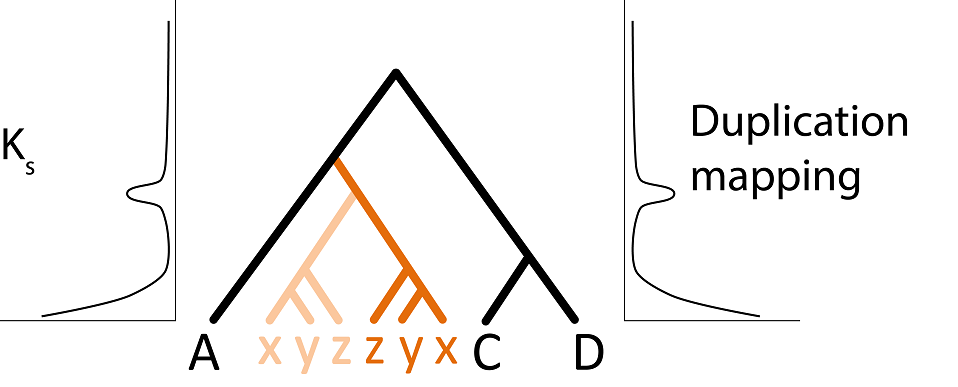 Ks
Duplication
mapping
A x y z z y x C D